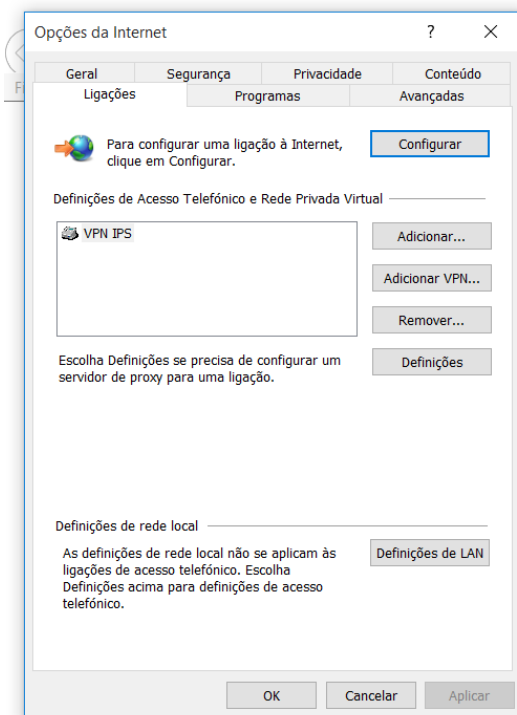 Opções da Internet
?
Geral
Segurança
Privacidade
Conteúdo
Ligações
Programas
Avançadas
Para configurar uma ligação à Internet,
clique em Configurar.
Configurar
Definições de Acesso Telefónico e Rede Privada Virtual
VPN IPS
Adicionar...
Adicionar VPN...
Remover...
Escolha Definições se precisa de configurar um
servidor de proxy para uma ligação.
Definições
Definições de rede local
As definições de rede local não se aplicam às
ligações de acesso telefónico. Escolha
Definições acima para definições de acesso
telefónico.
Definições de LAN
OK
Cancelar
Aplicar